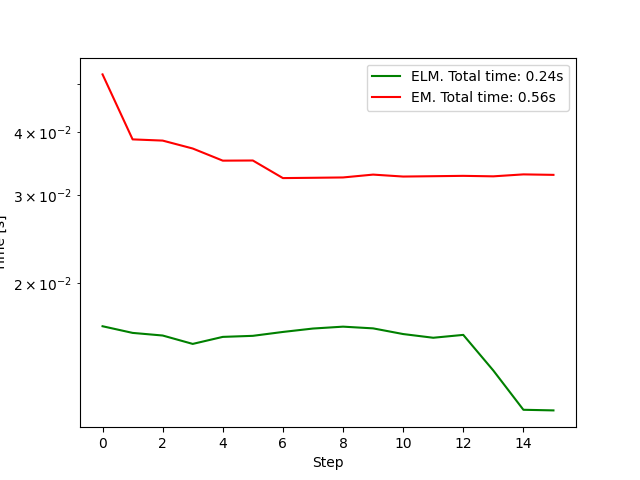 ELM. Total time: 0.24s
EM. Total time: 0.56s
4 × 10⁻²
3 × 10⁻²
2 × 10⁻²
0 2 4 6 8 10 12 14
Step